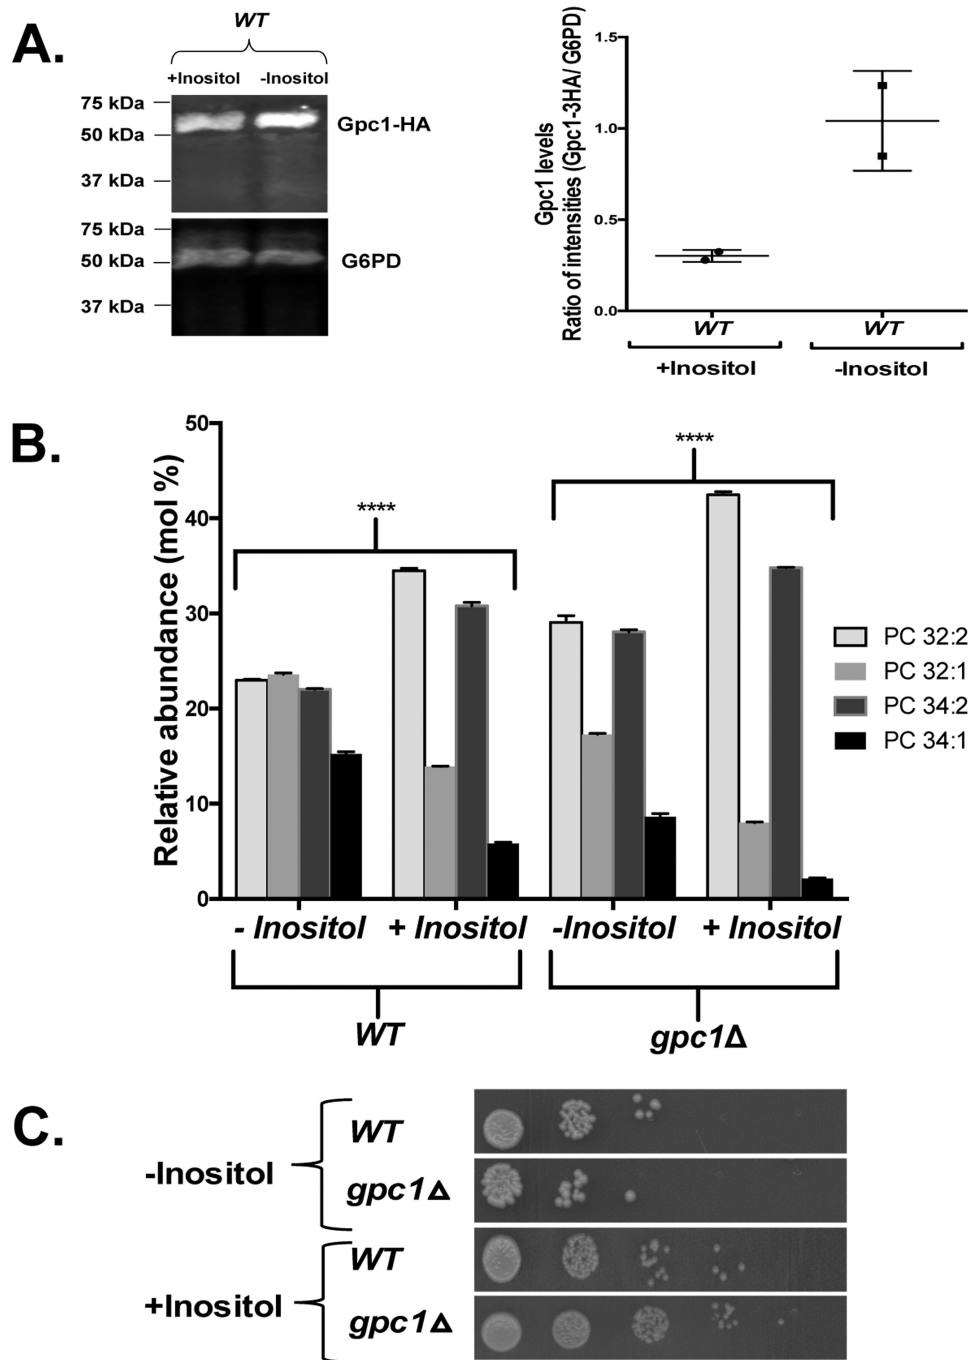 A.
WT
+Inositol -Inositol
75 kDa
50 kDa
37 kDa
Gpc1-HA
75 kDa
50 kDa
37 kDa
G6PD
Gpc1 levels
Ratio of intensities (Gpc1-3HA/ G6PD)
1.5
1.0
0.5
0.0
WT WT
+Inositol -Inositol
B.
Relative abundance (mol %)
50
40
30
20
10
0
****
****
PC 32:2
PC 32:1
PC 34:2
PC 34:1
- Inositol + Inositol -Inositol + Inositol
WT gpc1Δ
C.
-Inositol
WT
gpc1Δ
+Inositol
WT
gpc1Δ